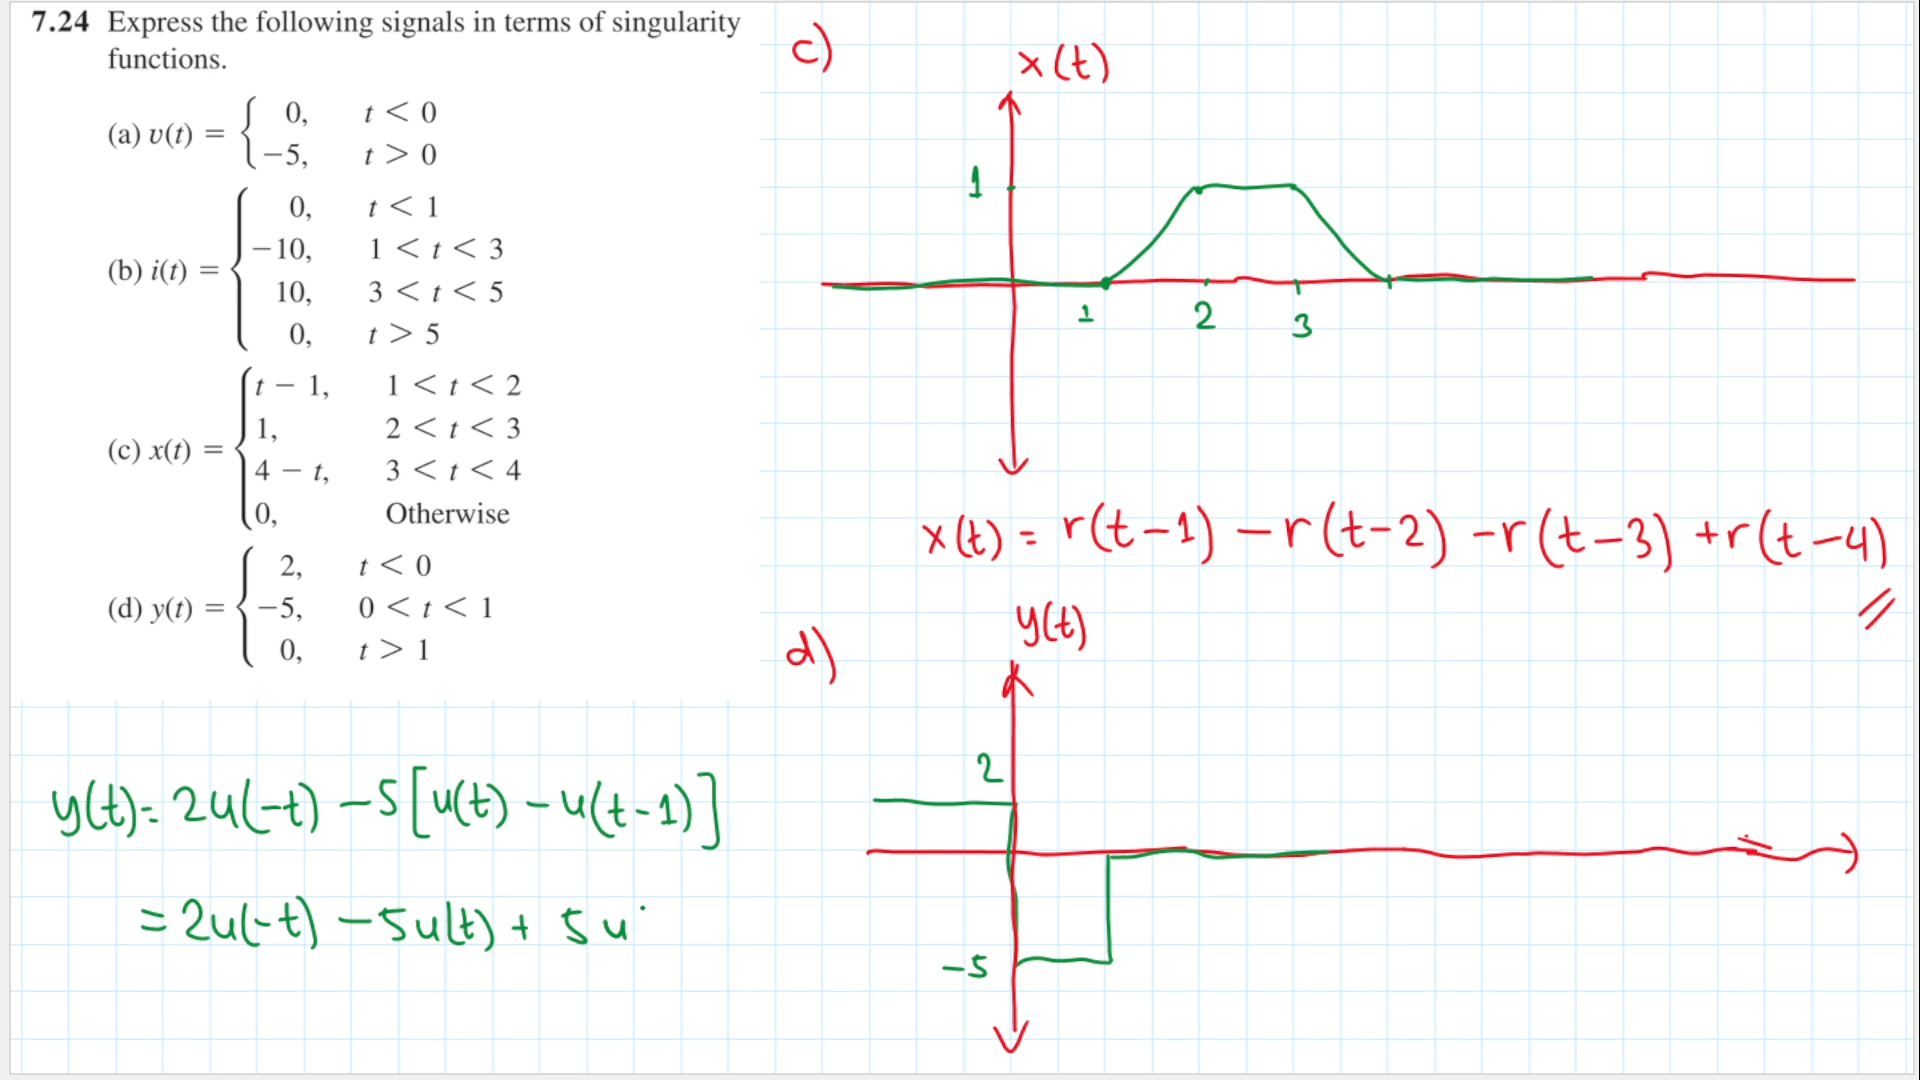 7.24 Express the following signals in terms of singularity
functions.
(a) v(t) = { 0, t < 0
−5, t > 0
(b) i(t) = { 0, t < 1
−10, 1 < t < 3
10, 3 < t < 5
0, t > 5
(c) x(t) = { t − 1, 1 < t < 2
1, 2 < t < 3
4 − t, 3 < t < 4
0, Otherwise
(d) y(t) = { 2, t < 0
−5, 0 < t < 1
0, t > 1
y(t) = 2u(-t) - 5[u(t) - u(t-1)]
= 2u(-t) - 5u(t) + 5u
c)
x(t)
1
1 2 3
x(t) = r(t-1) - r(t-2) - r(t-3) + r(t-4)
d)
y(t)
2
-5